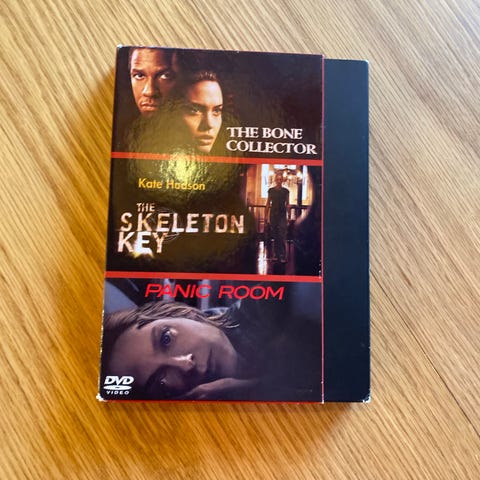 THE BONE
COLLECTOR
Kate Hudson
THE
SKELETON
KEY
PANIC ROOM
DVD
VIDEO